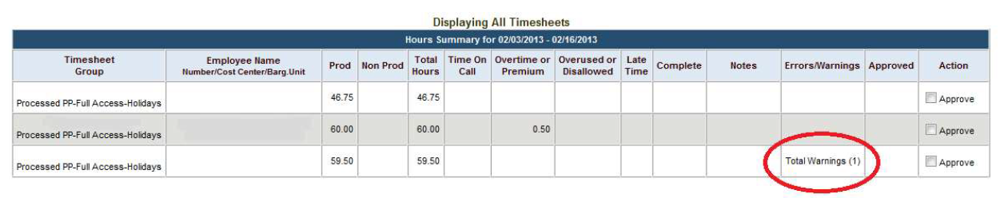 Displaying All Timesheets
Hours Summary for 02/03/2013 - 02/16/2013
Timesheet Group Employee Name Number/Cost Center/Barg.Unit Prod Non Prod Total Hours Time On Call Overtime or Premium Overused or Disallowed Late Time Complete Notes Errors/Warnings Approved Action
Processed PP-Full Access-Holidays 46.75 46.75 Approve
Processed PP-Full Access-Holidays 60.00 60.00 0.50 Approve
Processed PP-Full Access-Holidays 59.50 59.50 Total Warnings (1) Approve